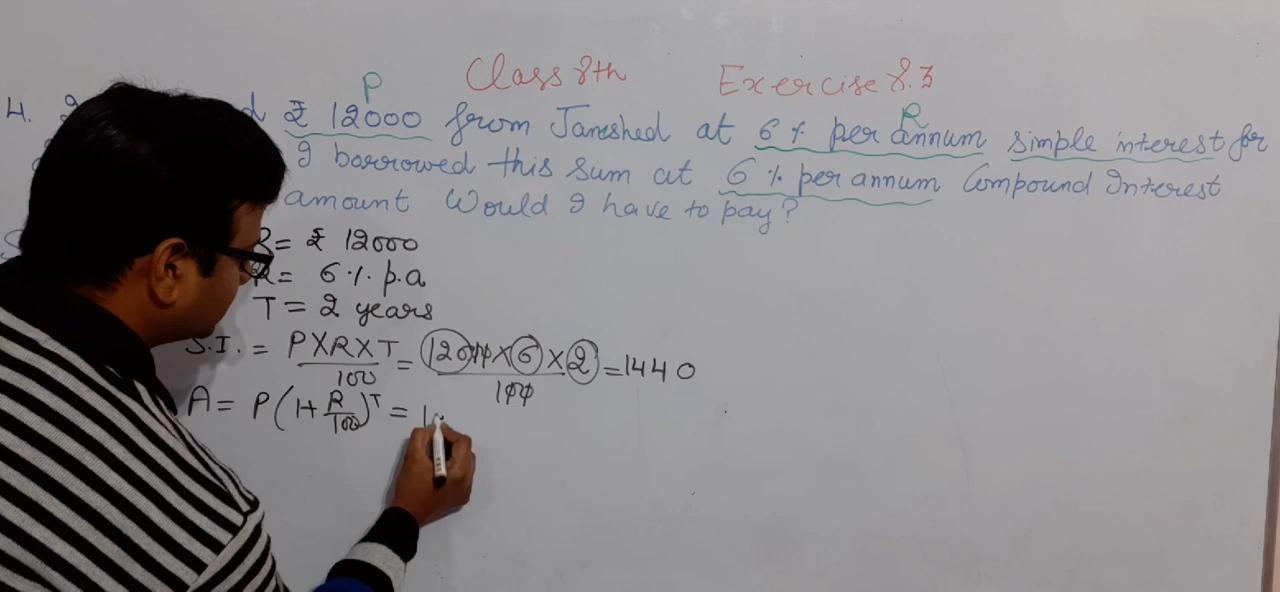 Class 8th Exercise 8.3
P
R
4. ₹ 12000 from Jamshed at 6 % per annum simple interest for
I borrowed this sum at 6 % per annum Compound Interest
amount Would I have to pay?
= ₹ 12000
R = 6 % p.a
T = 2 years
S.I. = P×R×T/100 = 12000×6×2/100 = 1440
A = P(1+R/100)^T = 1